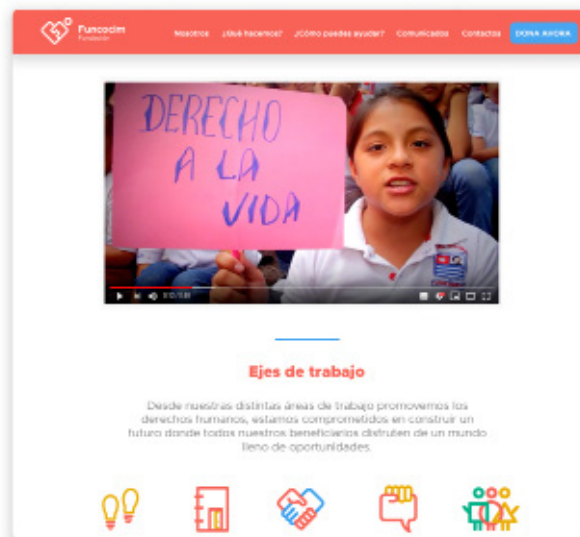 Funcocim
Fundación
Nosotros ¿Qué hacemos? ¿Cómo puedes ayudar? Comunicados Contactos DONA AHORA
DERECHO
A LA
VIDA
Ejes de trabajo
Desde nuestras distintas áreas de trabajo promovemos los
derechos humanos, estamos comprometidos en construir un
futuro donde todos nuestros beneficiarios disfruten de un mundo
lleno de oportunidades.